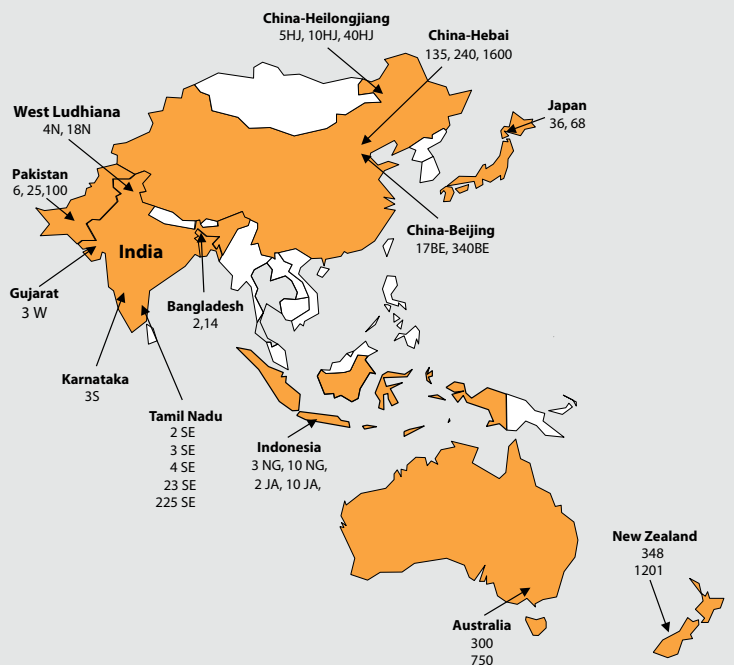 China-Heilongjiang
5HJ, 10HJ, 40HJ
China-Hebai
135, 240, 1600
Japan
36, 68
West Ludhiana
4N, 18N
Pakistan
6, 25,100
China-Beijing
17BE, 340BE
India
Gujarat
3 W
Bangladesh
2,14
Karnataka
3S
Tamil Nadu
2 SE
3 SE
4 SE
23 SE
225 SE
Indonesia
3 NG, 10 NG,
2 JA, 10 JA,
New Zealand
348
1201
Australia
300
750